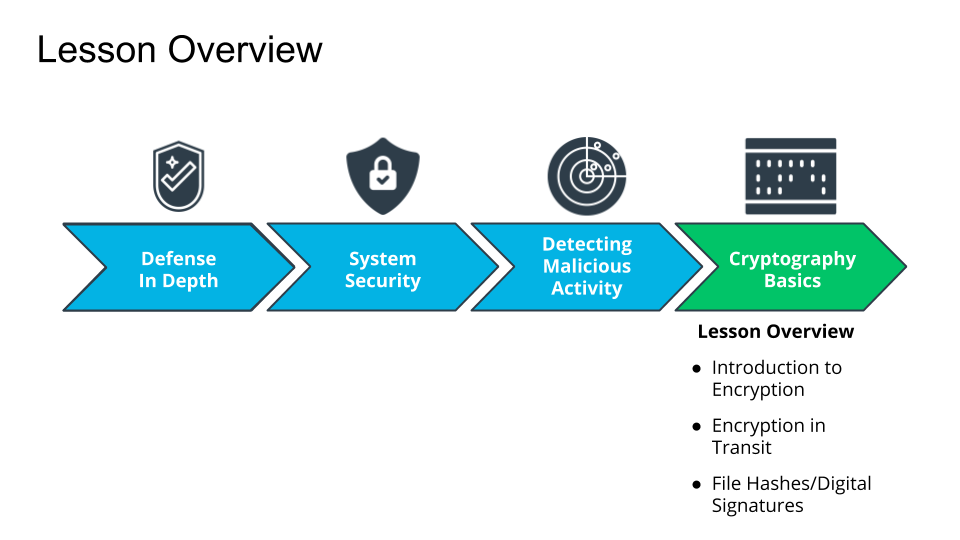 Lesson Overview
Defense
In Depth
System
Security
Detecting
Malicious
Activity
Cryptography
Basics
Lesson Overview
● Introduction to
Encryption
● Encryption in
Transit
● File Hashes/Digital
Signatures